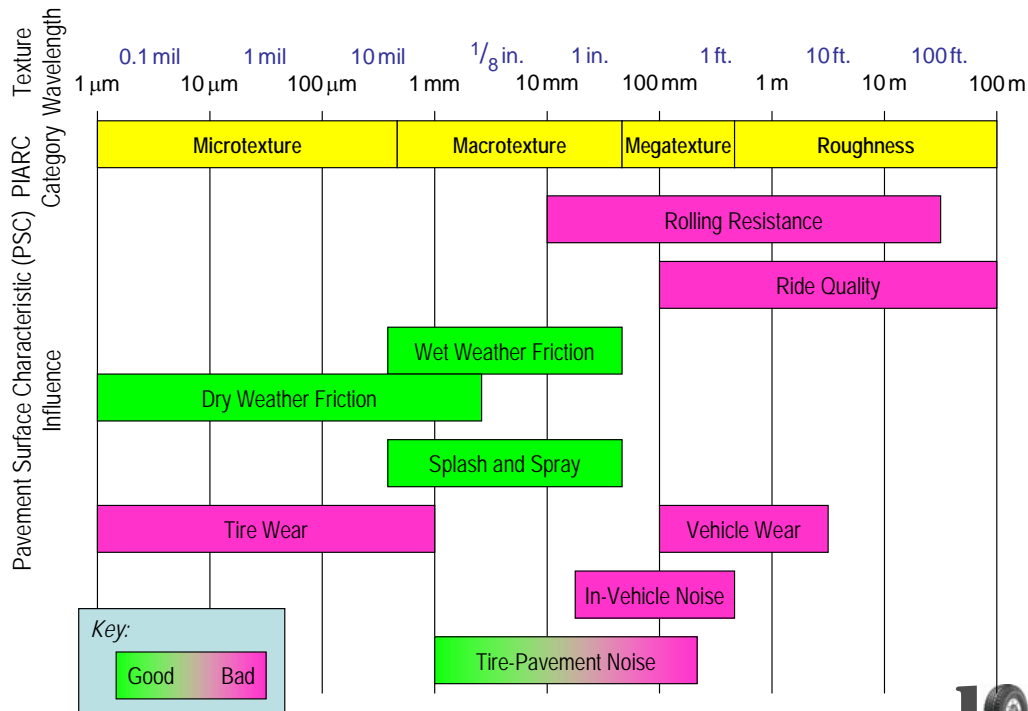 Texture
Wavelength
0.1 mil 1 mil 10 mil 1/8 in. 1 in. 1 ft. 10 ft. 100 ft.
1 μm 10 μm 100 μm 1 mm 10 mm 100 mm 1 m 10 m 100 m
PIARC
Category
Microtexture Macrotexture Megatexture Roughness
Pavement Surface Characteristic (PSC)
Influence
Rolling Resistance
Ride Quality
Wet Weather Friction
Dry Weather Friction
Splash and Spray
Tire Wear Vehicle Wear
In-Vehicle Noise
Tire-Pavement Noise
Key:
Good Bad